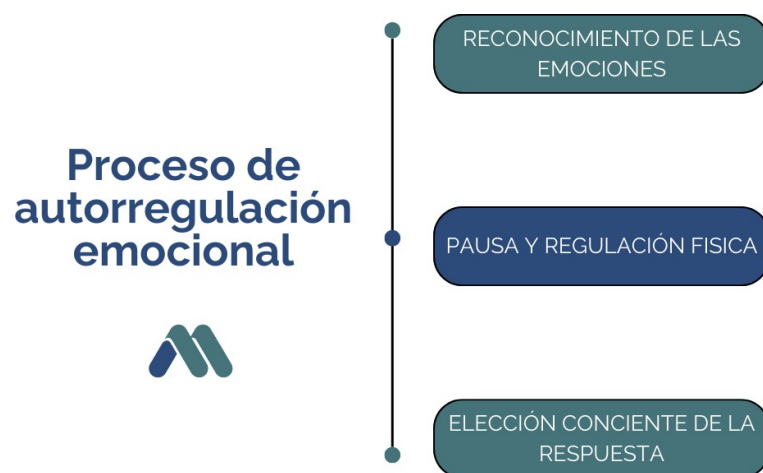 Proceso de
autorregulación
emocional
RECONOCIMIENTO DE LAS
EMOCIONES
PAUSA Y REGULACIÓN FISICA
ELECCIÓN CONCIENTE DE LA
RESPUESTA